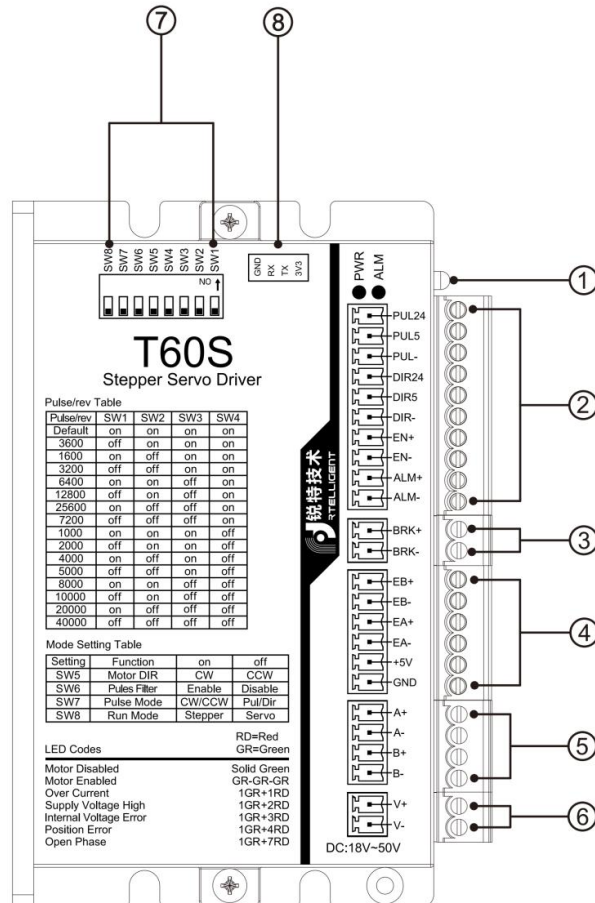 ⑦
⑧
SW8
SW7
SW6
SW5
SW4
SW3
SW2
SW1
NO
GND
RX
TX
3V3
PWR
ALM
①
②
③
④
⑤
⑥
T60S
Stepper Servo Driver
Pulse/rev Table
Pulse/rev SW1 SW2 SW3 SW4
Default on on on on
3600 off on on on
1600 on off on on
3200 off off on on
6400 on on off on
12800 off on off on
25600 on off off on
7200 off off off on
1000 on on on off
2000 off on on off
4000 on off on off
5000 off off on off
8000 on on off off
10000 off on off off
20000 on off off off
40000 off off off off
Mode Setting Table
Setting Function on off
SW5 Motor DIR CW CCW
SW6 Pules Filter Enable Disable
SW7 Pulse Mode CW/CCW Pul/Dir
SW8 Run Mode Stepper Servo
RD=Red
LED Codes GR=Green
Motor Disabled Solid Green
Motor Enabled GR-GR-GR
Over Current 1GR+1RD
Supply Voltage High 1GR+2RD
Internal Voltage Error 1GR+3RD
Position Error 1GR+4RD
Open Phase 1GR+7RD
锐特技术
RTELLIGENT
PUL24
PUL5
PUL-
DIR24
DIR5
DIR-
EN+
EN-
ALM+
ALM-
BRK+
BRK-
EB+
EB-
EA+
EA-
+5V
GND
A+
A-
B+
B-
V+
V-
DC:18V~50V